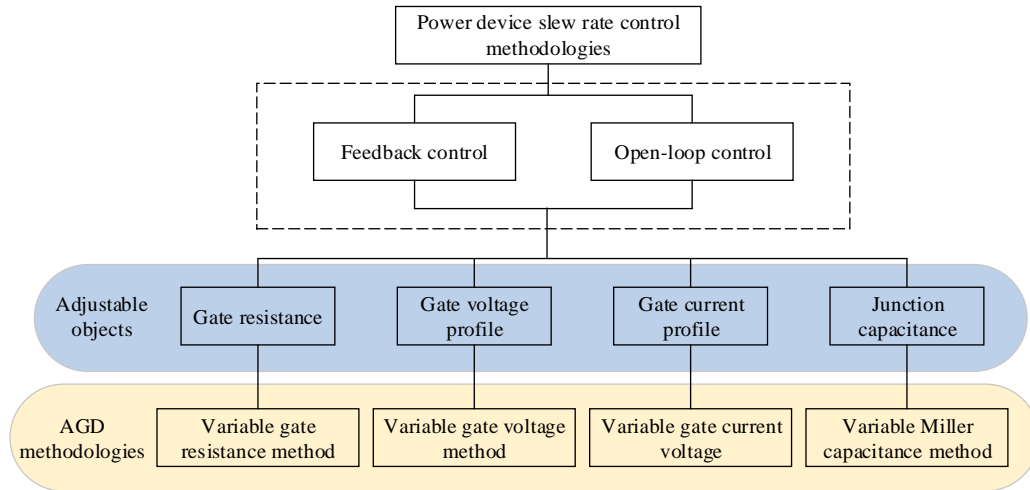 Power device slew rate control
methodologies
Feedback control
Open-loop control
Adjustable
objects
Gate resistance
Gate voltage
profile
Gate current
profile
Junction
capacitance
AGD
methodologies
Variable gate
resistance method
Variable gate voltage
method
Variable gate current
voltage
Variable Miller
capacitance method